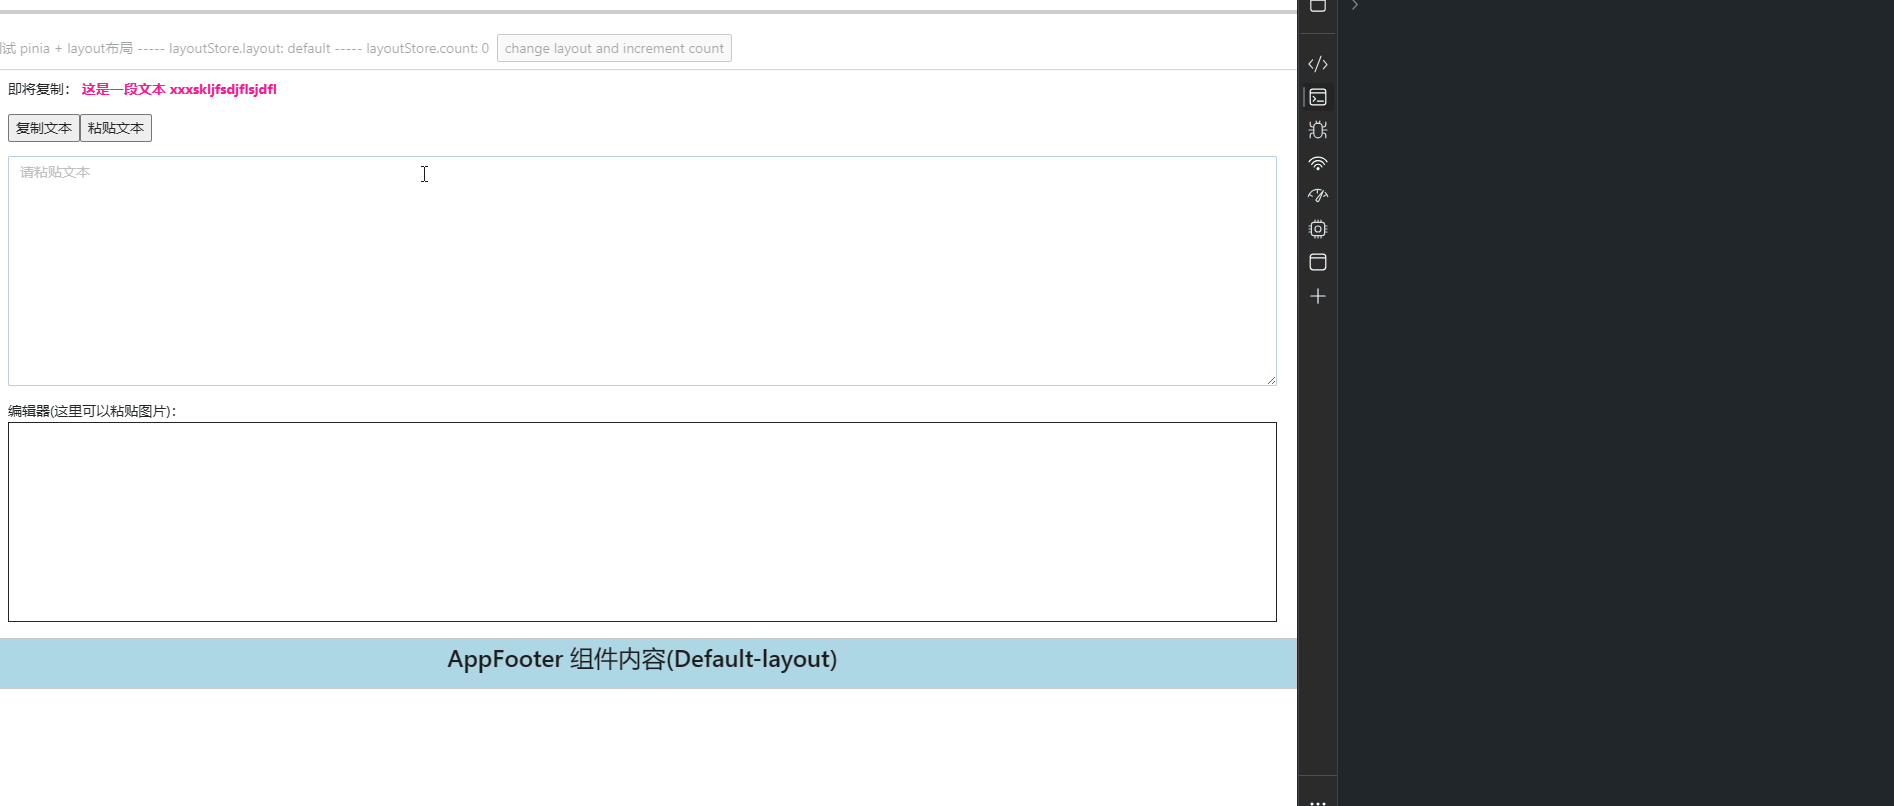 试 pinia + layout布局 ----- layoutStore.layout: default ----- layoutStore.count: 0 change layout and increment count
即将复制： 这是一段文本 xxxskljfsdjflsjdfl
复制文本 粘贴文本
请粘贴文本
编辑器(这里可以粘贴图片)：
AppFooter 组件内容(Default-layout)